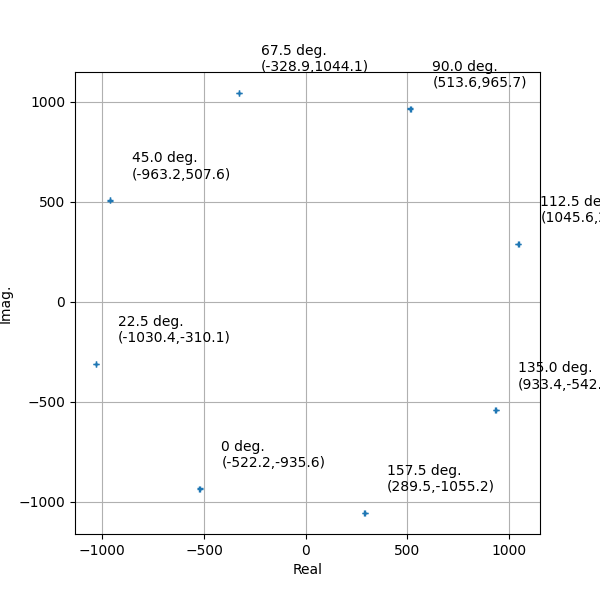 67.5 deg.
(-328.9,1044.1)
90.0 deg.
(513.6,965.7)
45.0 deg.
(-963.2,507.6)
112.5
(1045.6,
22.5 deg.
(-1030.4,-310.1)
135.0 deg.
(933.4,-542.
0 deg.
(-522.2,-935.6)
157.5 deg.
(289.5,-1055.2)
1000
500
0
−500
−1000
Imag.
−1000
−500
0
500
1000
Real